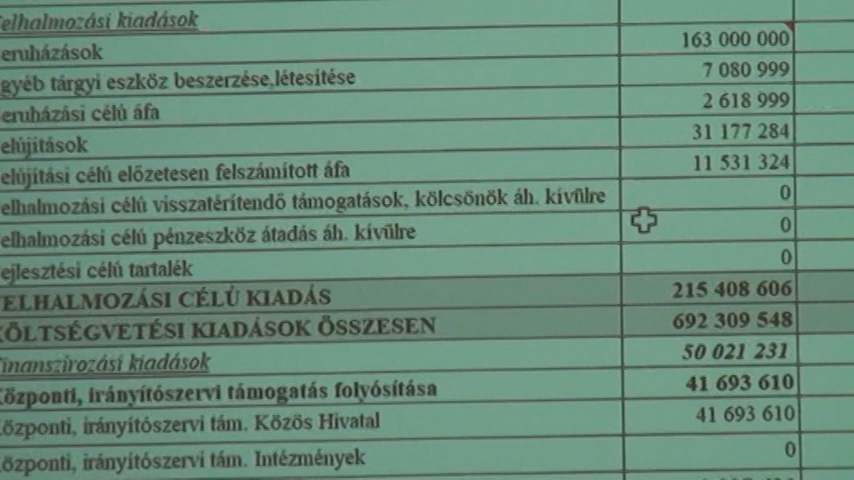 elhalmozási kiadások
eruházások 163 000 000
gyéb tárgyi eszköz beszerzése,létesítése 7 080 999
eruházási célú áfa 2 618 999
elújítások 31 177 284
elújítási célú előzetesen felszámított áfa 11 531 324
elhalmozási célú visszatérítendő támogatások, kölcsönök áh. kívülre 0
elhalmozási célú pénzeszköz átadás áh. kívülre 0
ejlesztési célú tartalék 0
ELHALMOZÁSI CÉLÚ KIADÁS 215 408 606
KÖLTSÉGVETÉSI KIADÁSOK ÖSSZESEN 692 309 548
inanszírozási kiadások 50 021 231
Központi, irányítószervi támogatás folyósítása 41 693 610
özponti, irányítószervi tám. Közös Hivatal 41 693 610
özponti, irányítószervi tám. Intézmények 0